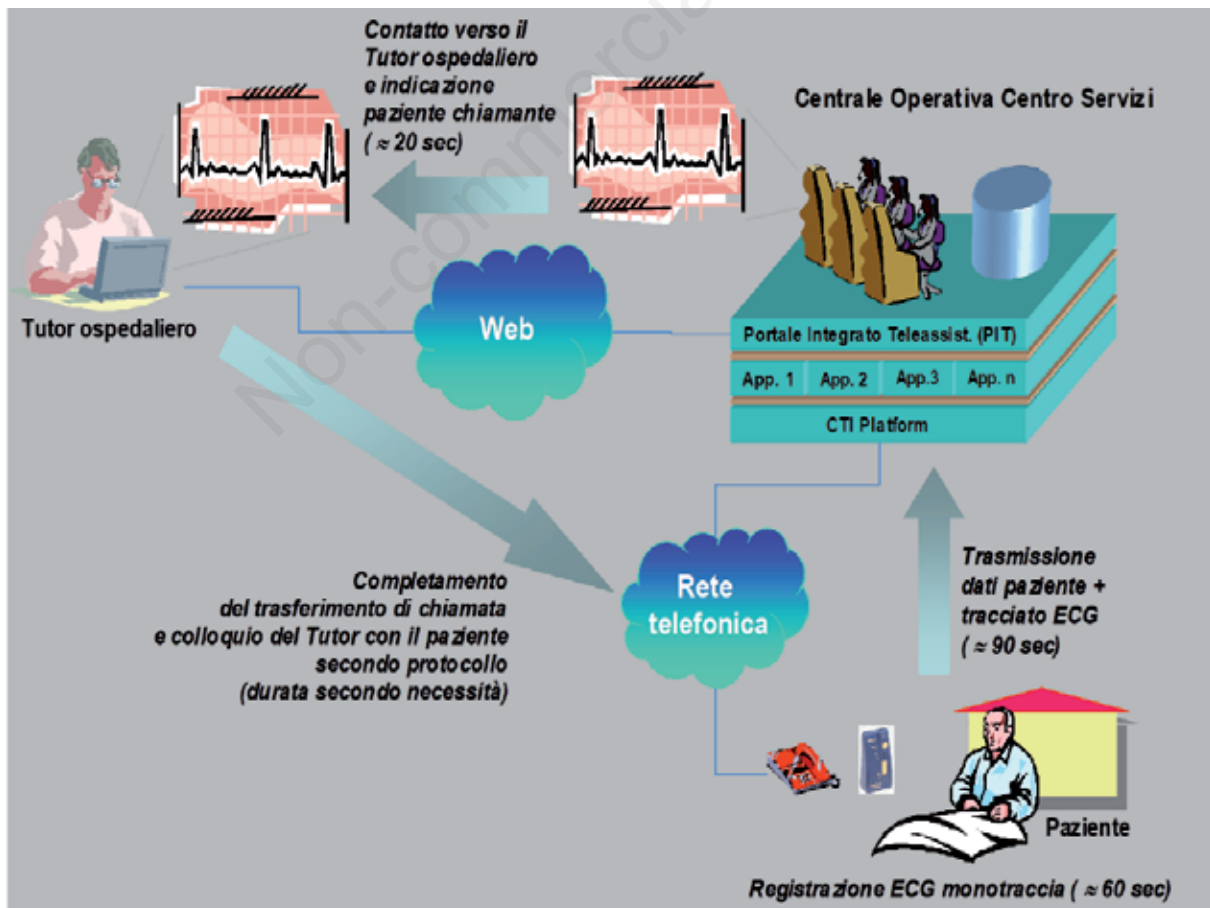 Contatto verso il
Tutor ospedaliero
e indicazione
paziente chiamante
( ≈ 20 sec)
Centrale Operativa Centro Servizi
Tutor ospedaliero
Web
Portale Integrato Teleassist. (PIT)
App. 1 App. 2 App.3 App. n
CTI Platform
Completamento
del trasferimento di chiamata
e colloquio del Tutor con il paziente
secondo protocollo
(durata secondo necessità)
Rete
telefonica
Trasmissione
dati paziente +
tracciato ECG
( ≈ 90 sec)
Paziente
Registrazione ECG monotraccia ( ≈ 60 sec)